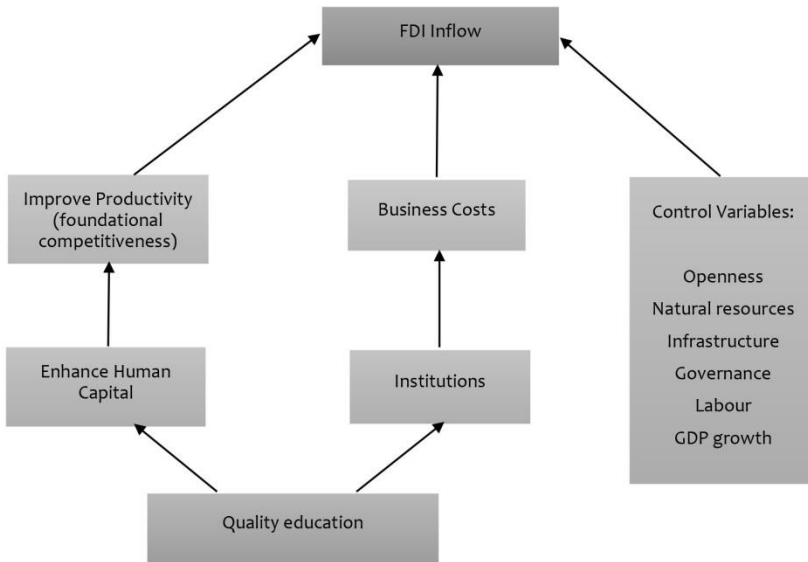 FDI Inflow
Improve Productivity
(foundational
competitiveness)
Business Costs
Control Variables:
Openness
Natural resources
Infrastructure
Governance
Labour
GDP growth
Enhance Human
Capital
Institutions
Quality education